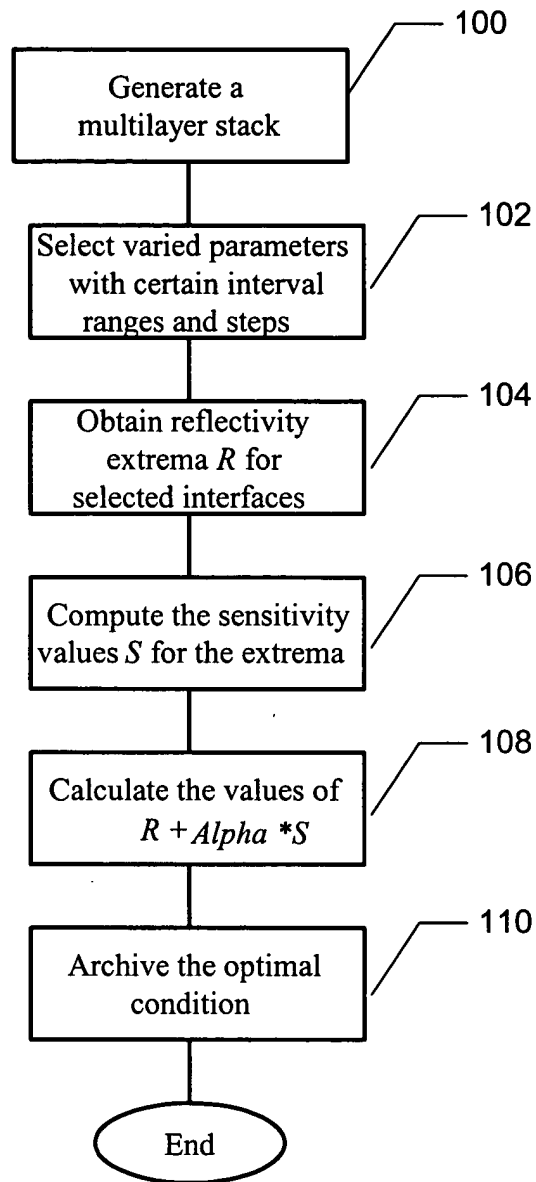 100
Generate a
multilayer stack
102
Select varied parameters
with certain interval
ranges and steps
104
Obtain reflectivity
extrema R for
selected interfaces
106
Compute the sensitivity
values S for the extrema
108
Calculate the values of
R + Alpha *S
110
Archive the optimal
condition
End